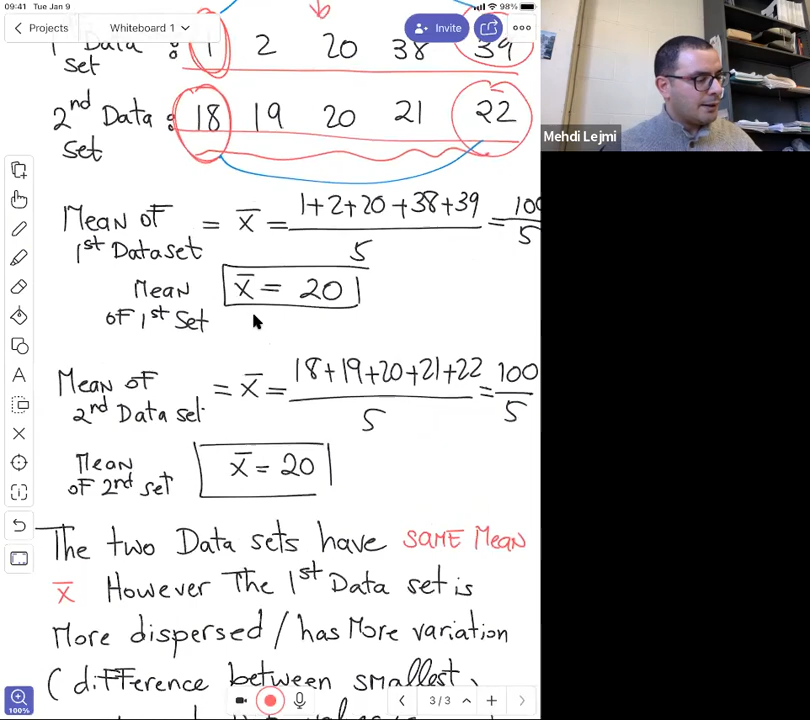 09:41 Tue Jan 9
98%
Projects
Whiteboard 1
Invite
Data : 1 2 20 38 39
set
2nd Data : 18 19 20 21 22
set
Mehdi Lejmi
Mean of 1st Dataset = x̄ = 1+2+20+38+39 / 5 = 100 / 5
Mean of 1st set x̄ = 20
Mean of 2nd Data set = x̄ = 18+19+20+21+22 / 5 = 100 / 5
Mean of 2nd set x̄ = 20
The two Data sets have SAME Mean
x̄ However The 1st Data set is
More dispersed / has More variation
( difference between smallest
A
100%
3/3